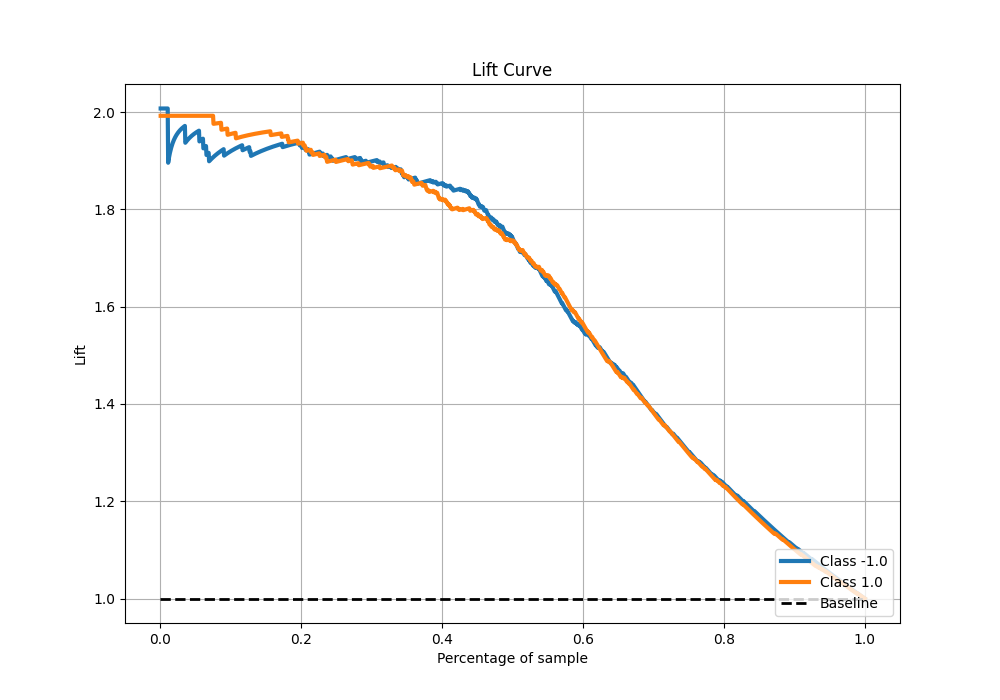 Lift Curve
2.0
1.8
1.6
1.4
1.2
1.0
Lift
0.0 0.2 0.4 0.6 0.8 1.0
Percentage of sample
Class -1.0
Class 1.0
Baseline